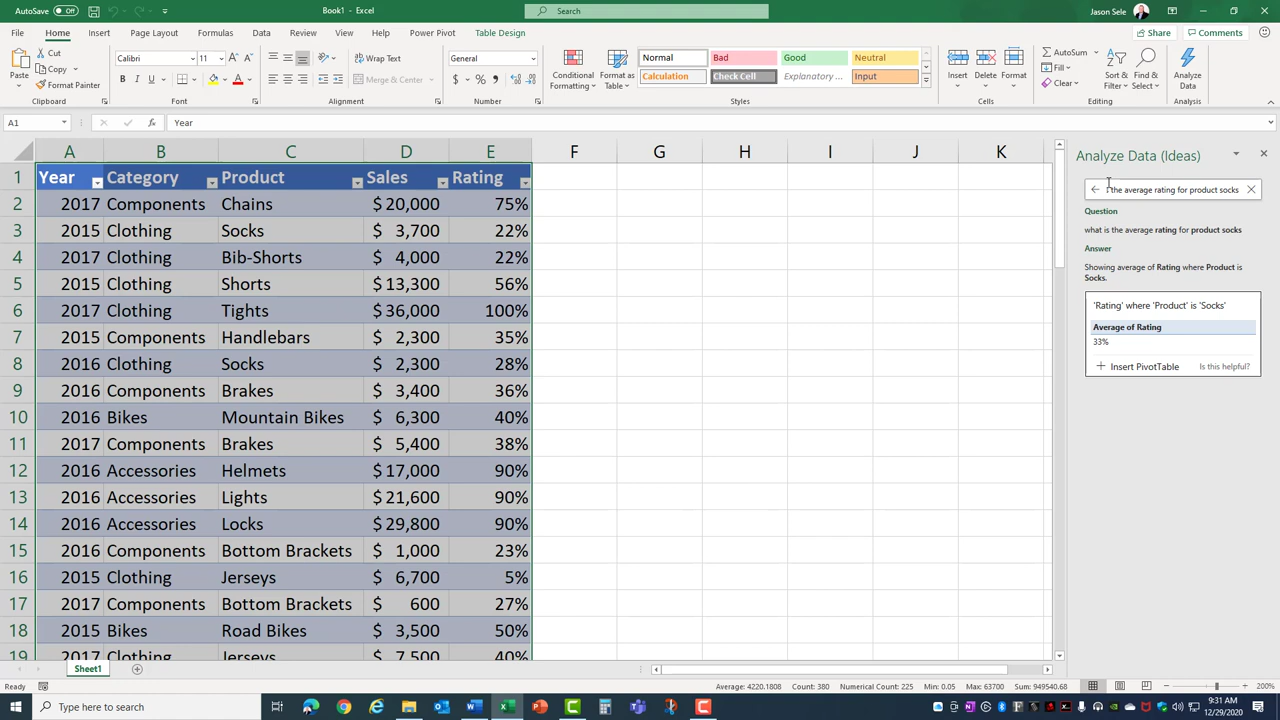 AutoSave Off Book1 - Excel Search Jason Sele
File Home Insert Page Layout Formulas Data Review View Help Power Pivot Table Design Share Comments
Paste Cut Copy Format Painter
Calibri 11 Wrap Text General
B I U Merge & Center $ % 9
Conditional Formatting Format as Table Normal Bad Good Neutral
Calculation Check Cell Explanatory ... Input
Insert Delete Format AutoSum Fill Clear Sort & Filter Find & Select Analyze Data
Clipboard Font Alignment Number Styles Cells Editing Analysis
A1 fx Year
A B C D E F G H I J K
1 Year Category Product Sales Rating
2 2017 Components Chains $ 20,000 75%
3 2015 Clothing Socks $ 3,700 22%
4 2017 Clothing Bib-Shorts $ 4,000 22%
5 2015 Clothing Shorts $ 13,300 56%
6 2017 Clothing Tights $ 36,000 100%
7 2015 Components Handlebars $ 2,300 35%
8 2016 Clothing Socks $ 2,300 28%
9 2016 Components Brakes $ 3,400 36%
10 2016 Bikes Mountain Bikes $ 6,300 40%
11 2017 Components Brakes $ 5,400 38%
12 2016 Accessories Helmets $ 17,000 90%
13 2016 Accessories Lights $ 21,600 90%
14 2016 Accessories Locks $ 29,800 90%
15 2016 Components Bottom Brackets $ 1,000 23%
16 2015 Clothing Jerseys $ 6,700 5%
17 2017 Components Bottom Brackets $ 600 27%
18 2015 Bikes Road Bikes $ 3,500 50%
19 2017 Clothing Jerseys $ 7,500 40%
Analyze Data (Ideas)
the average rating for product socks
Question
what is the average rating for product socks
Answer
Showing average of Rating where Product is
Socks.
'Rating' where 'Product' is 'Socks'
Average of Rating
33%
Insert PivotTable Is this helpful?
Sheet1
Ready Average: 4220.1808 Count: 380 Numerical Count: 225 Min: 0.05 Max: 63700 Sum: 949540.68 200%
Type here to search 9:31 AM
12/29/2020